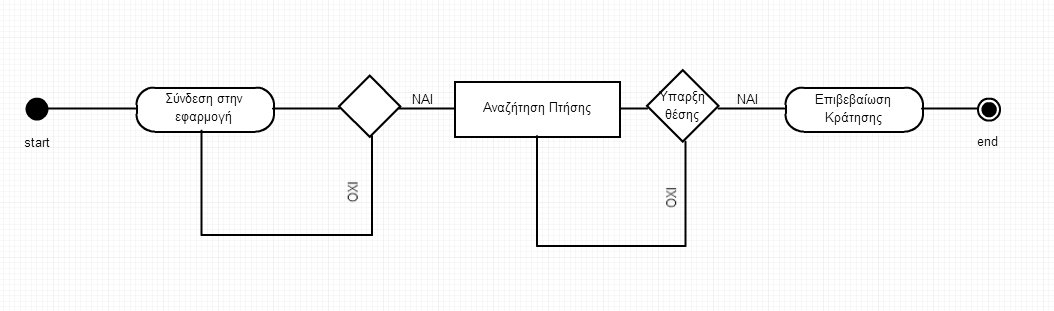 start
Σύνδεση στην
εφαρμογή
ΝΑΙ
ΟΧΙ
Αναζήτηση Πτήσης
Υπαρξη
θέσης
ΝΑΙ
ΟΧΙ
Επιβεβαίωση
Κράτησης
end